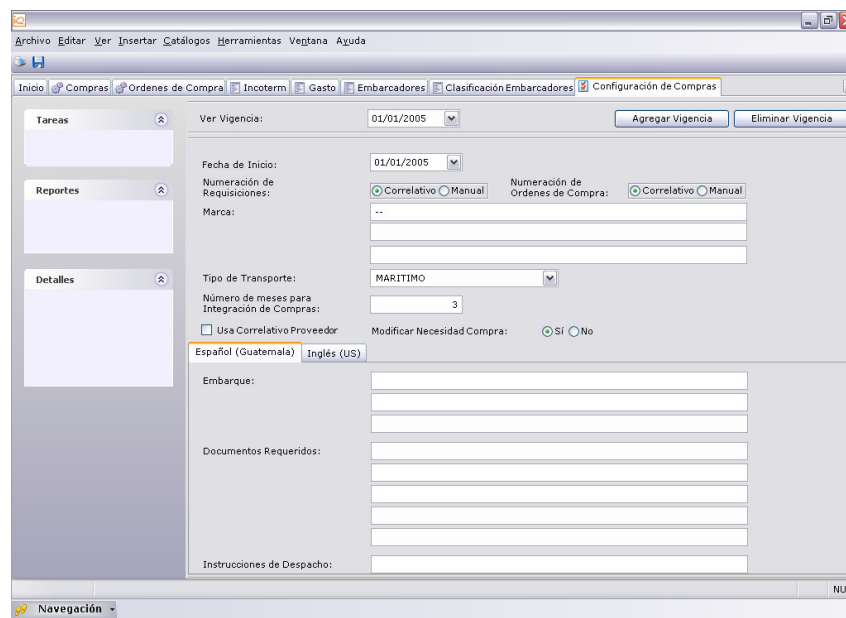 iQ
Archivo Editar Ver Insertar Catálogos Herramientas Ventana Ayuda
Inicio Compras Ordenes de Compra Incoterm Gasto Embarcadores Clasificación Embarcadores Configuración de Compras
Tareas
Reportes
Detalles
Ver Vigencia: 01/01/2005 Agregar Vigencia Eliminar Vigencia
Fecha de Inicio: 01/01/2005
Numeración de
Requisiciones: Correlativo Manual
Numeración de
Ordenes de Compra: Correlativo Manual
Marca: --
Tipo de Transporte: MARITIMO
Número de meses para
Integración de Compras: 3
Usa Correlativo Proveedor Modificar Necesidad Compra: Sí No
Español (Guatemala) Inglés (US)
Embarque:
Documentos Requeridos:
Instrucciones de Despacho:
NU
Navegación